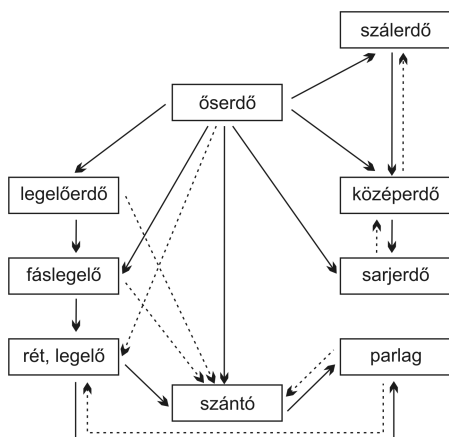 szálerdő
őserdő
legelőerdő
középerdő
fáslegelő
sarjerdő
rét, legelő
parlag
szántó